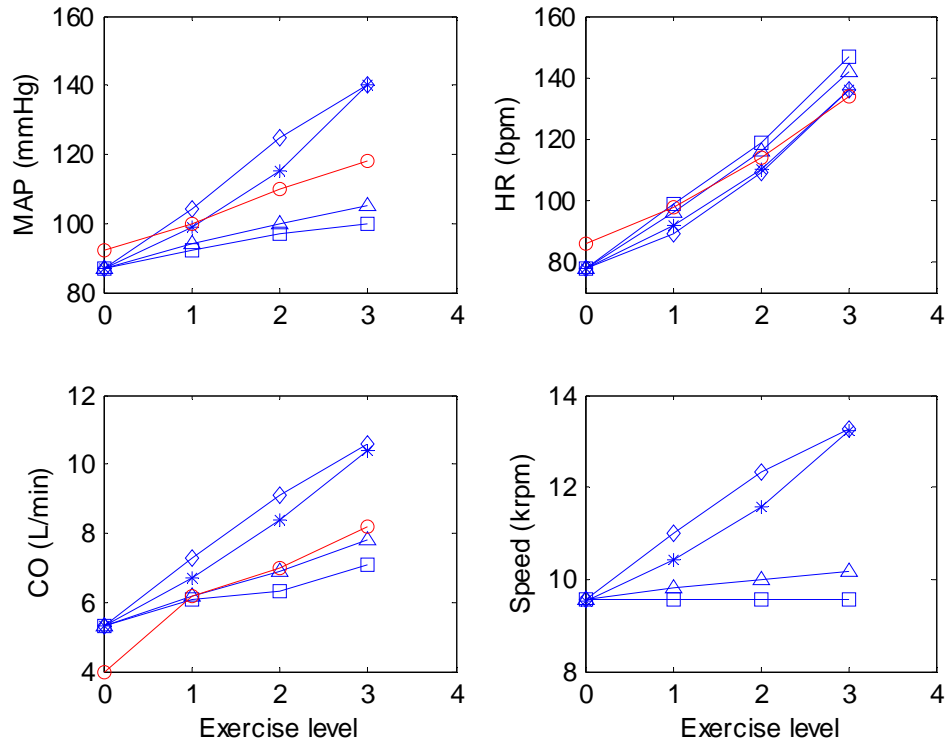 MAP (mmHg)
160
140
120
100
80
0 1 2 3 4
HR (bpm)
160
140
120
100
80
0 1 2 3 4
CO (L/min)
12
10
8
6
4
0 1 2 3 4
Exercise level
Speed (krpm)
14
12
10
8
0 1 2 3 4
Exercise level